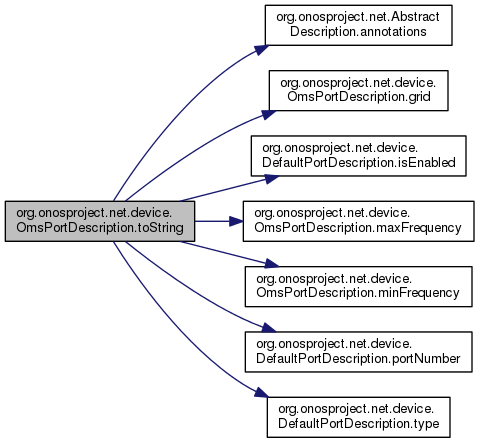 org.onosproject.net.Abstract
Description.annotations
org.onosproject.net.device.
OmsPortDescription.grid
org.onosproject.net.device.
DefaultPortDescription.isEnabled
org.onosproject.net.device.
OmsPortDescription.toString
org.onosproject.net.device.
OmsPortDescription.maxFrequency
org.onosproject.net.device.
OmsPortDescription.minFrequency
org.onosproject.net.device.
DefaultPortDescription.portNumber
org.onosproject.net.device.
DefaultPortDescription.type